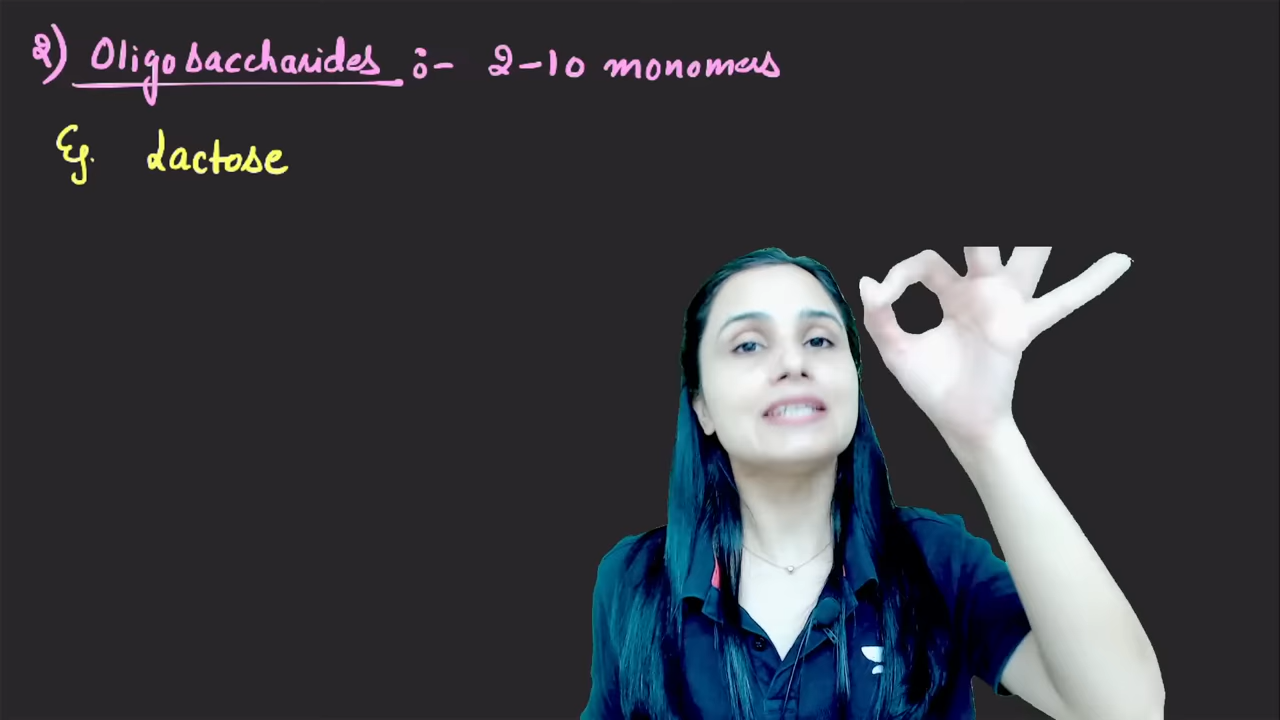 2) Oligosaccharides :- 2-10 monomers
Eg. Lactose